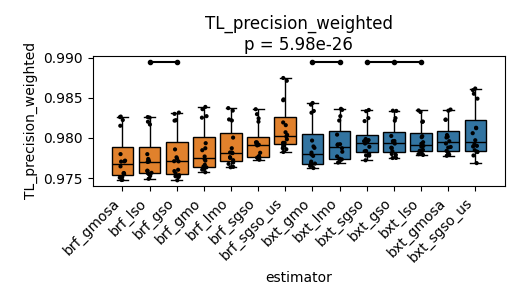 TL_precision_weighted
p = 5.98e-26
TL_precision_weighted
0.990
0.985
0.980
0.975
brf_gmosa
brf_lso
brf_gso
brf_gmo
brf_lmo
brf_sgso
brf_sgso_us
bxt_gmo
bxt_lmo
bxt_sgso
bxt_gso
bxt_lso
bxt_gmosa
bxt_sgso_us
estimator